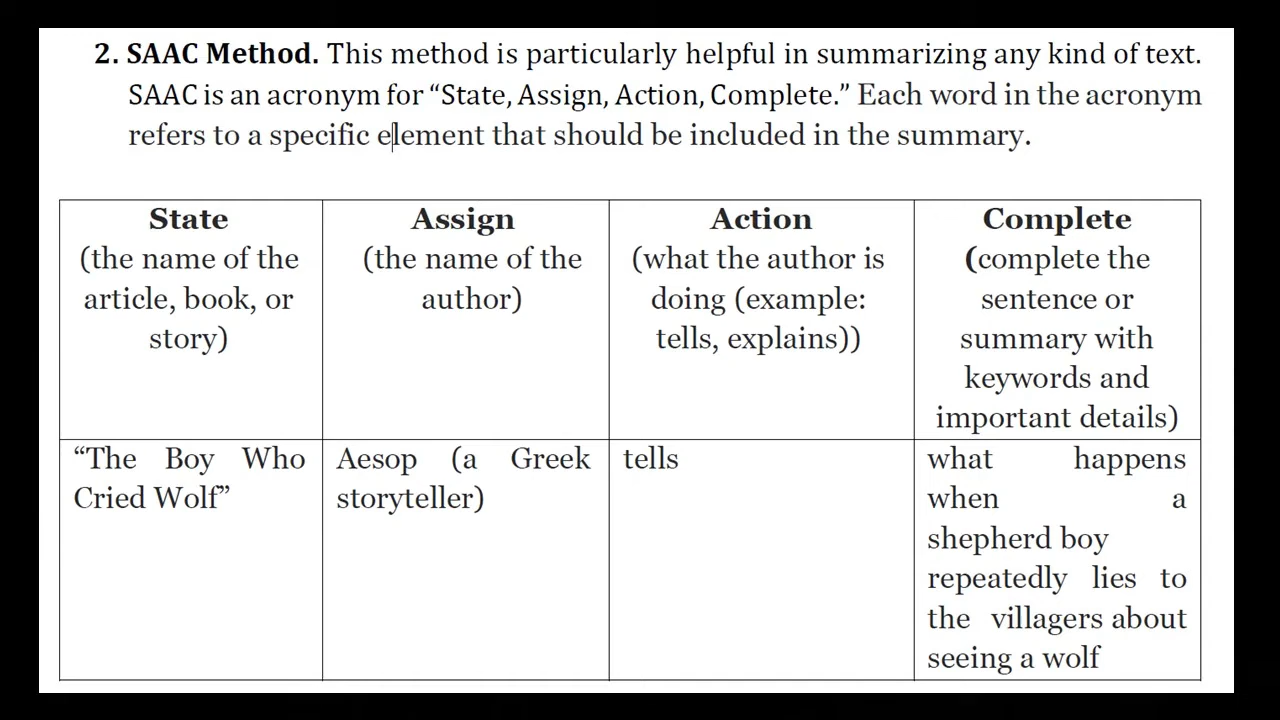 2. SAAC Method. This method is particularly helpful in summarizing any kind of text.
SAAC is an acronym for “State, Assign, Action, Complete.” Each word in the acronym
refers to a specific element that should be included in the summary.
State
(the name of the
article, book, or
story)
Assign
(the name of the
author)
Action
(what the author is
doing (example:
tells, explains))
Complete
(complete the
sentence or
summary with
keywords and
important details)
“The Boy Who
Cried Wolf”
Aesop (a Greek
storyteller)
tells
what happens
when a
shepherd boy
repeatedly lies to
the villagers about
seeing a wolf